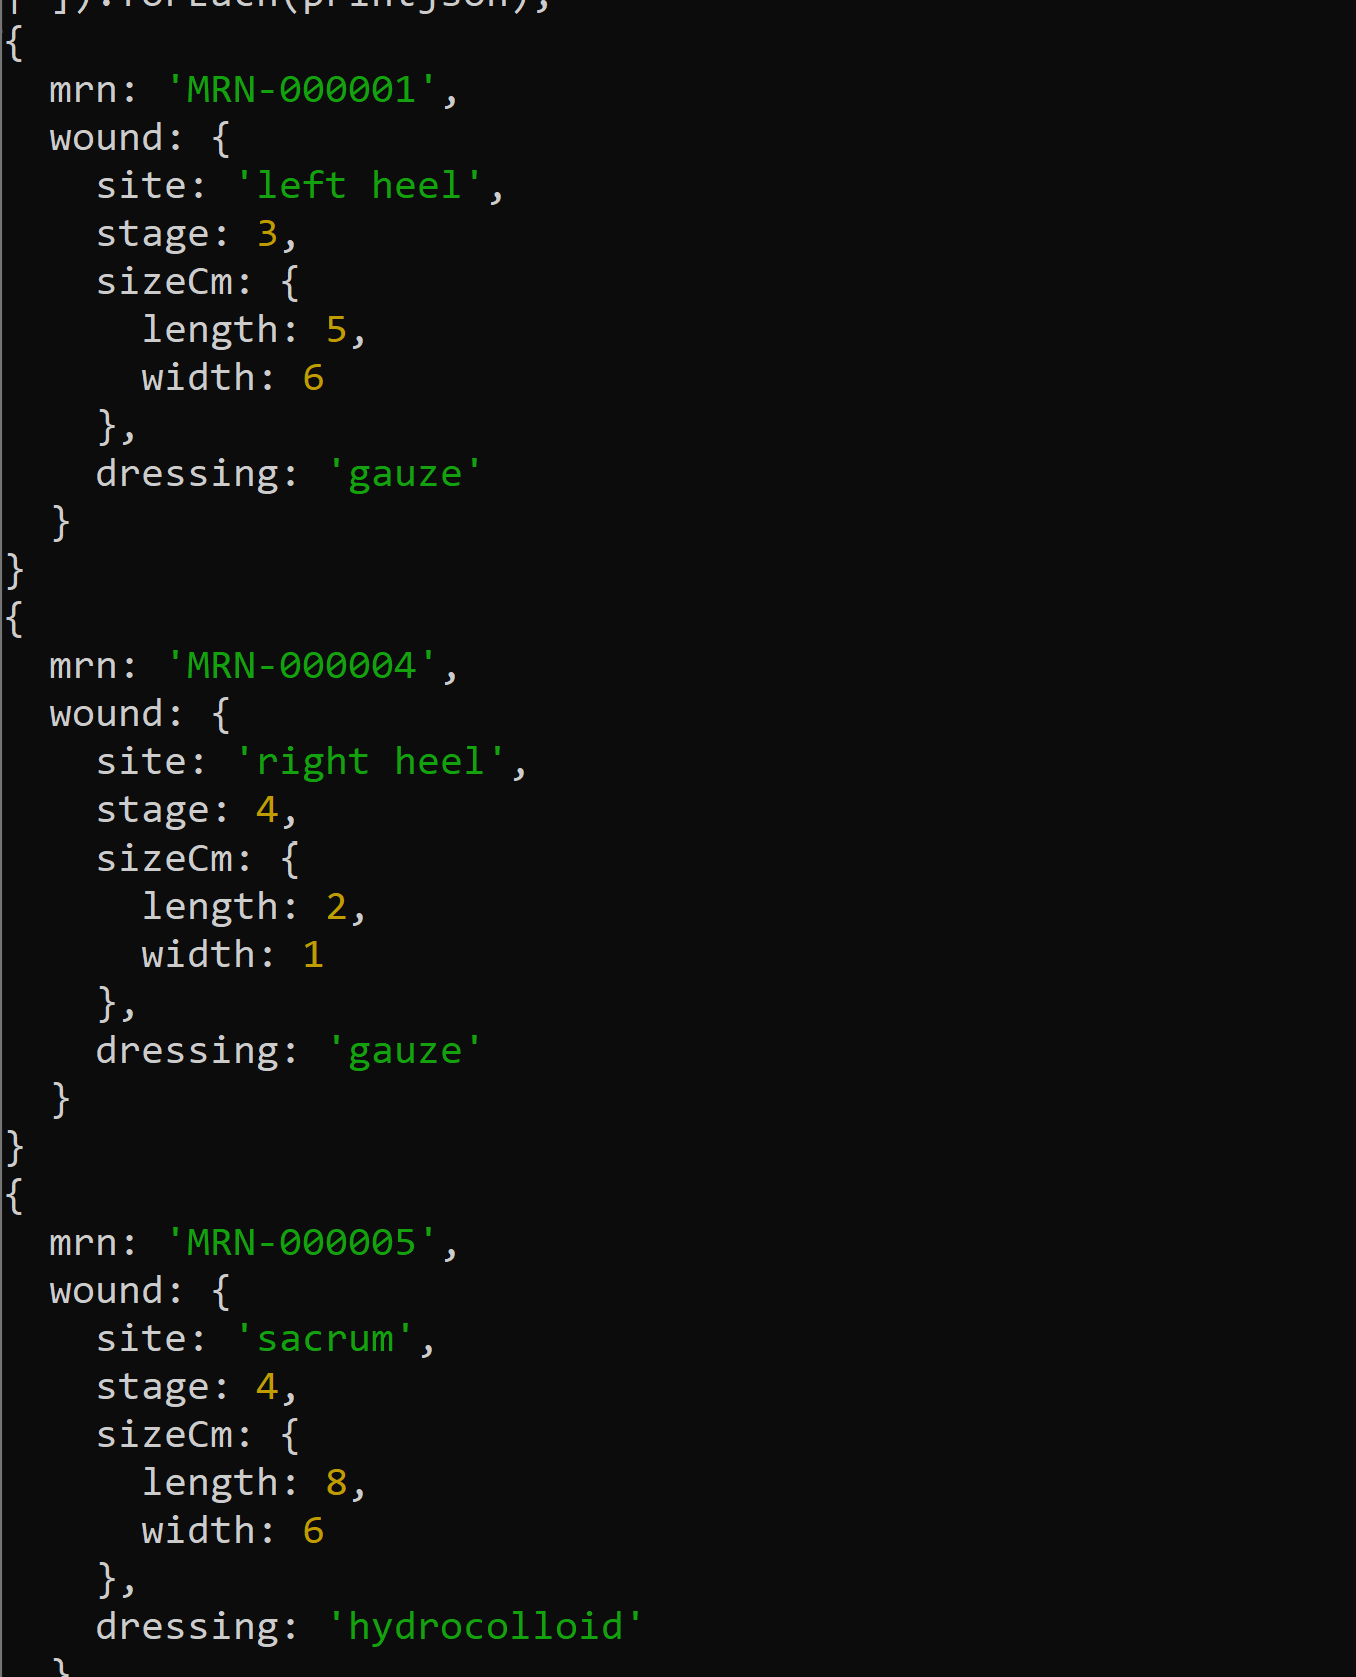 | ]).forEach(printjson);
{
  mrn: 'MRN-000001',
  wound: {
    site: 'left heel',
    stage: 3,
    sizeCm: {
      length: 5,
      width: 6
    },
    dressing: 'gauze'
  }
}
{
  mrn: 'MRN-000004',
  wound: {
    site: 'right heel',
    stage: 4,
    sizeCm: {
      length: 2,
      width: 1
    },
    dressing: 'gauze'
  }
}
{
  mrn: 'MRN-000005',
  wound: {
    site: 'sacrum',
    stage: 4,
    sizeCm: {
      length: 8,
      width: 6
    },
    dressing: 'hydrocolloid'
  }